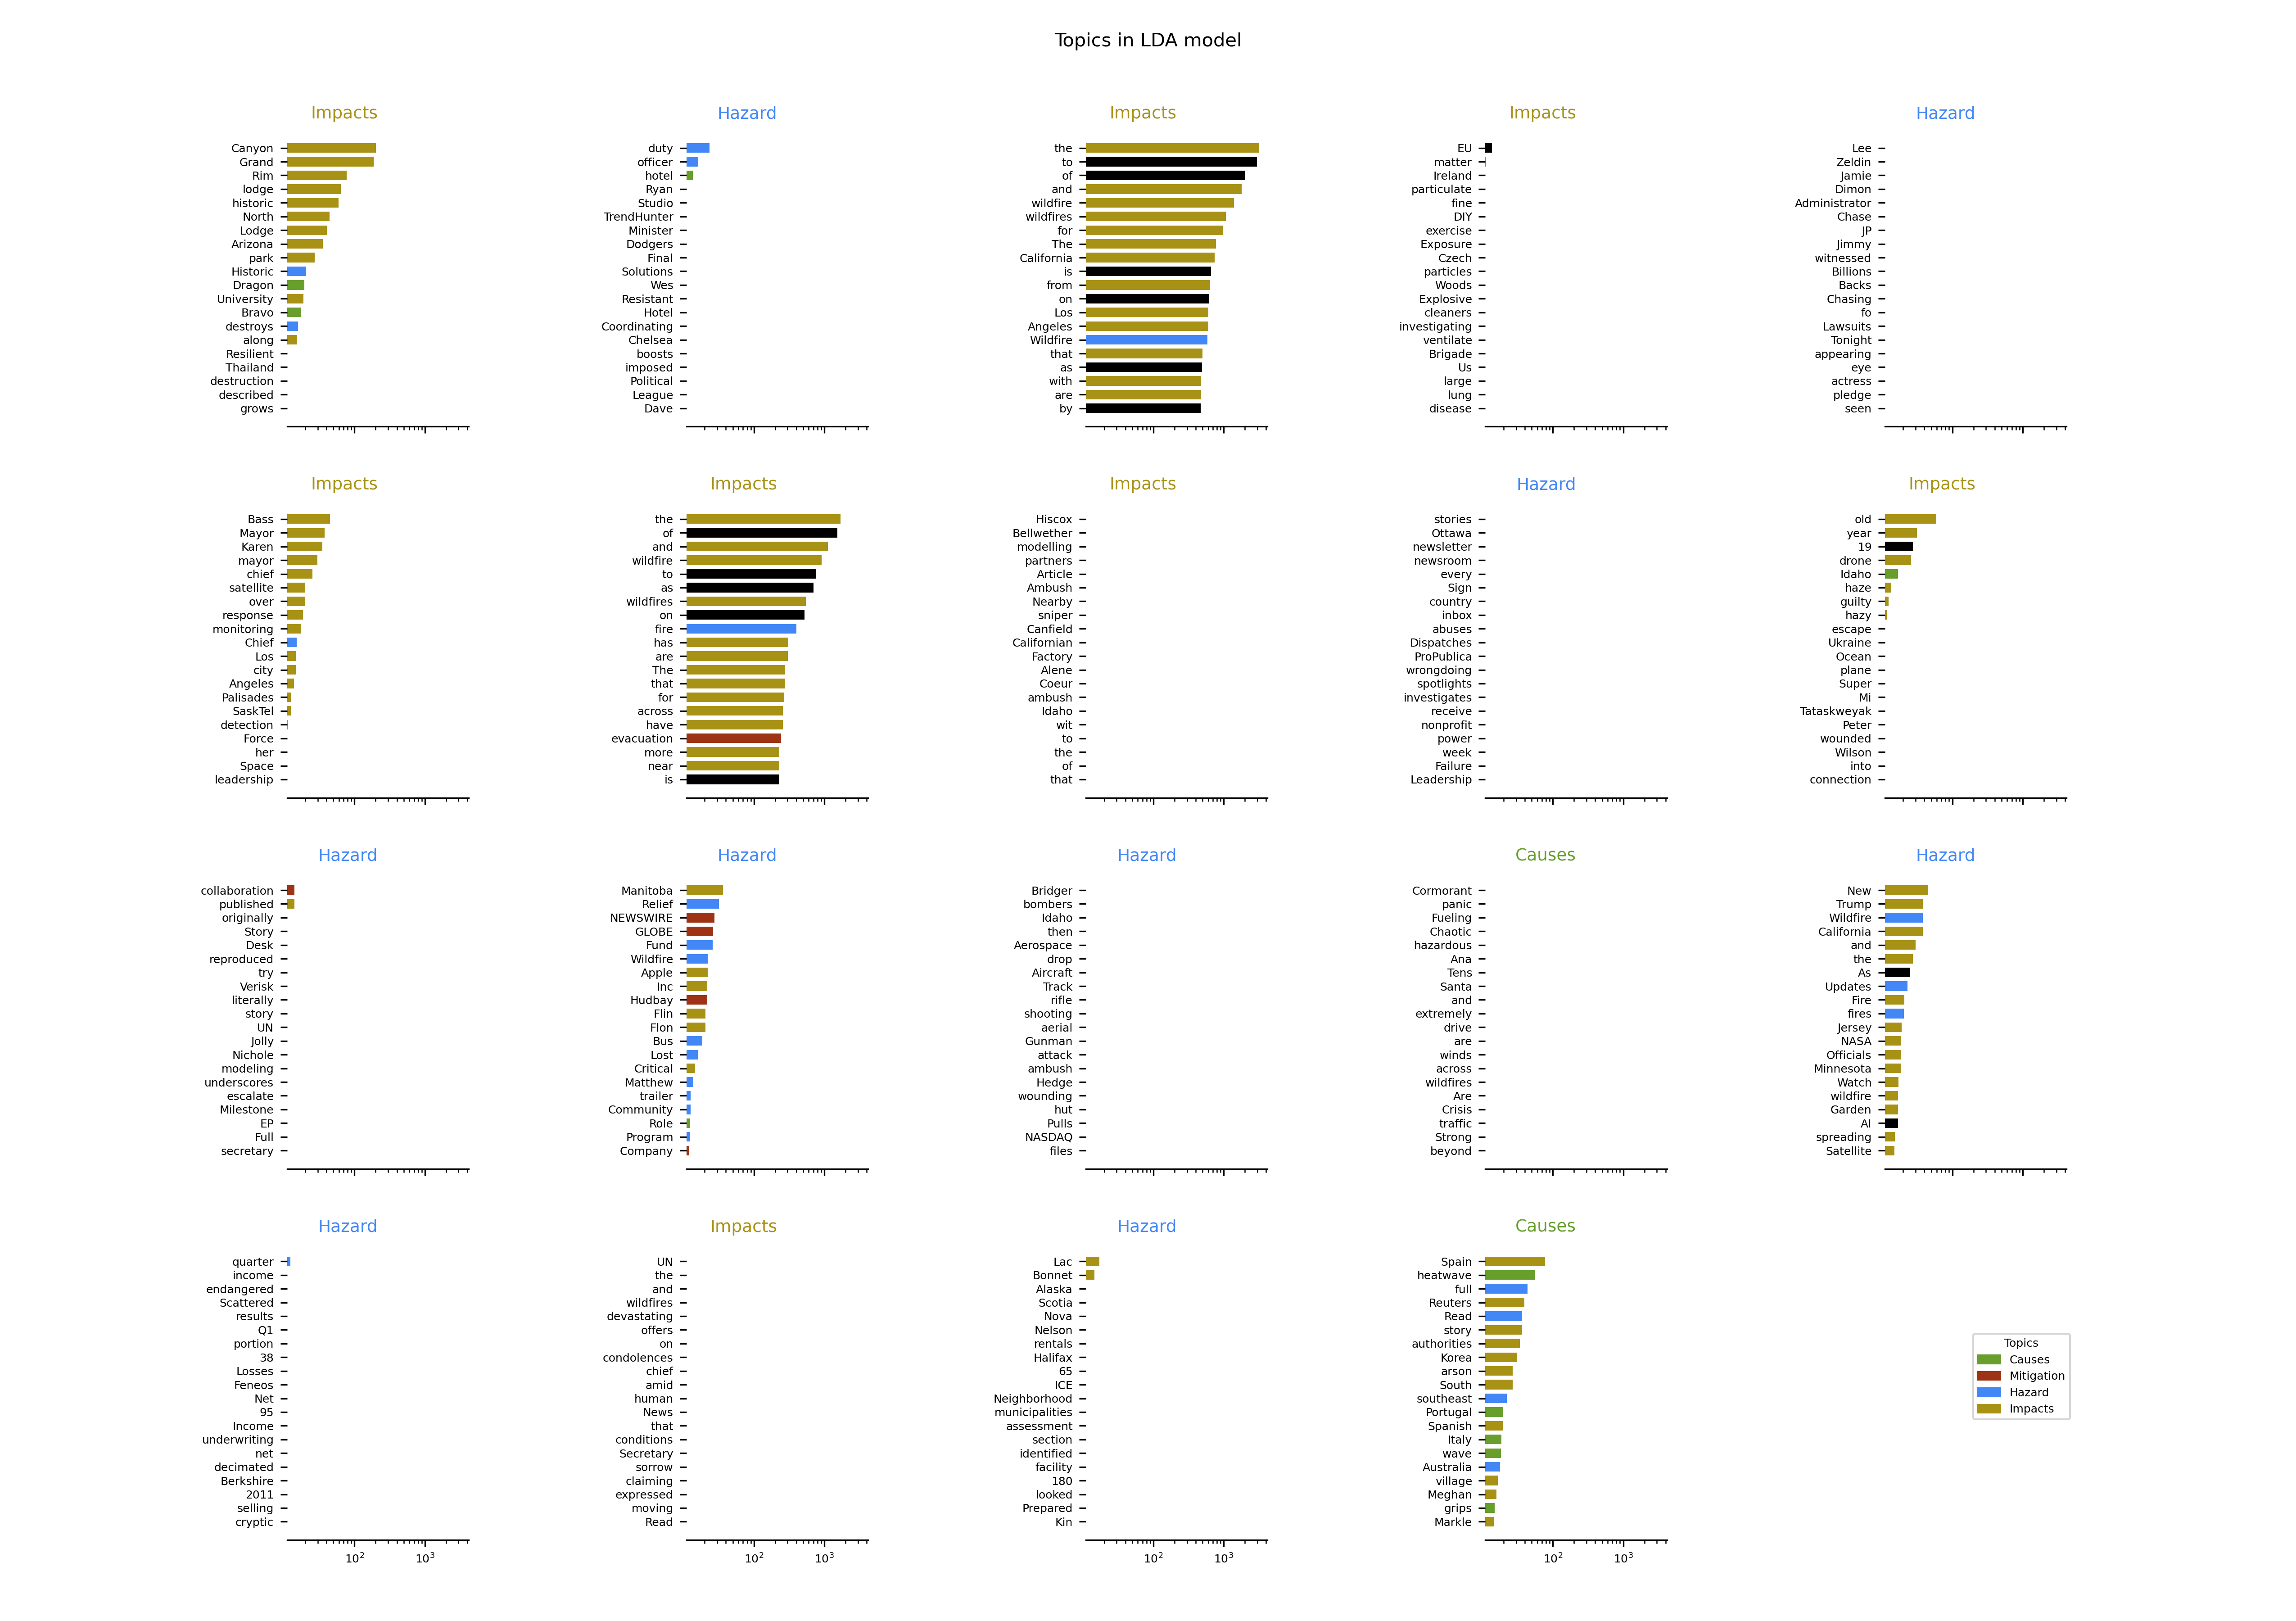 Topics in LDA model
Impacts
Canyon
Grand
Rim
lodge
historic
North
Lodge
Arizona
park
Historic
Dragon
University
Bravo
destroys
along
Resilient
Thailand
destruction
described
grows
Hazard
duty
officer
hotel
Ryan
Studio
TrendHunter
Minister
Dodgers
Final
Solutions
Wes
Resistant
Hotel
Coordinating
Chelsea
boosts
imposed
Political
League
Dave
Impacts
the
to
of
and
wildfire
wildfires
for
The
California
is
from
on
Los
Angeles
Wildfire
that
as
with
are
by
Impacts
EU
matter
Ireland
particulate
fine
DIY
exercise
Exposure
Czech
particles
Woods
Explosive
cleaners
investigating
ventilate
Brigade
Us
large
lung
disease
Hazard
Lee
Zeldin
Jamie
Dimon
Administrator
Chase
JP
Jimmy
witnessed
Billions
Backs
Chasing
fo
Lawsuits
Tonight
appearing
eye
actress
pledge
seen
Impacts
Bass
Mayor
Karen
mayor
chief
satellite
over
response
monitoring
Chief
Los
city
Angeles
Palisades
SaskTel
detection
Force
her
Space
leadership
Impacts
the
of
and
wildfire
to
as
wildfires
on
fire
has
are
The
that
for
across
have
evacuation
more
near
is
Impacts
Hiscox
Bellwether
modelling
partners
Article
Ambush
Nearby
sniper
Canfield
Californian
Factory
Alene
Coeur
ambush
Idaho
wit
to
the
of
that
Hazard
stories
Ottawa
newsletter
newsroom
every
Sign
country
inbox
abuses
Dispatches
ProPublica
wrongdoing
spotlights
investigates
receive
nonprofit
power
week
Failure
Leadership
Impacts
old
year
19
drone
Idaho
haze
guilty
hazy
escape
Ukraine
Ocean
plane
Super
Mi
Tataskweyak
Peter
wounded
Wilson
into
connection
Hazard
collaboration
published
originally
Story
Desk
reproduced
try
Verisk
literally
story
UN
Jolly
Nichole
modeling
underscores
escalate
Milestone
EP
Full
secretary
Hazard
Manitoba
Relief
NEWSWIRE
GLOBE
Fund
Wildfire
Apple
Inc
Hudbay
Flin
Flon
Bus
Lost
Critical
Matthew
trailer
Community
Role
Program
Company
Hazard
Bridger
bombers
Idaho
then
Aerospace
drop
Aircraft
Track
rifle
shooting
aerial
Gunman
attack
ambush
Hedge
wounding
hut
Pulls
NASDAQ
files
Causes
Cormorant
panic
Fueling
Chaotic
hazardous
Ana
Tens
Santa
and
extremely
drive
are
winds
across
wildfires
Are
Crisis
traffic
Strong
beyond
Hazard
New
Trump
Wildfire
California
and
the
As
Updates
Fire
fires
Jersey
NASA
Officials
Minnesota
Watch
wildfire
Garden
AI
spreading
Satellite
Hazard
quarter
income
endangered
Scattered
results
Q1
portion
38
Losses
Feneos
Net
95
Income
underwriting
net
decimated
Berkshire
2011
selling
cryptic
10² 10³
Impacts
UN
the
and
wildfires
devastating
offers
on
condolences
chief
amid
human
News
that
conditions
Secretary
sorrow
claiming
expressed
moving
Read
10² 10³
Hazard
Lac
Bonnet
Alaska
Scotia
Nova
Nelson
rentals
Halifax
65
ICE
Neighborhood
municipalities
assessment
section
identified
facility
180
looked
Prepared
Kin
10² 10³
Causes
Spain
heatwave
full
Reuters
Read
story
authorities
Korea
arson
South
southeast
Portugal
Spanish
Italy
wave
Australia
village
Meghan
grips
Markle
10² 10³
Topics
Causes
Mitigation
Hazard
Impacts